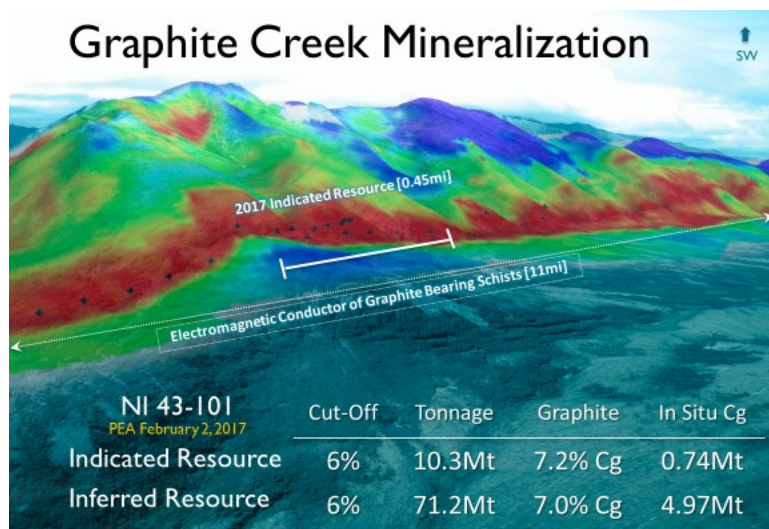 Graphite Creek Mineralization
SW
2017 Indicated Resource [0.45mi]
Electromagnetic Conductor of Graphite Bearing Schists [11mi]
NI 43-101 Cut-Off Tonnage Graphite In Situ Cg
PEA February 2, 2017
Indicated Resource 6% 10.3Mt 7.2% Cg 0.74Mt
Inferred Resource 6% 71.2Mt 7.0% Cg 4.97Mt